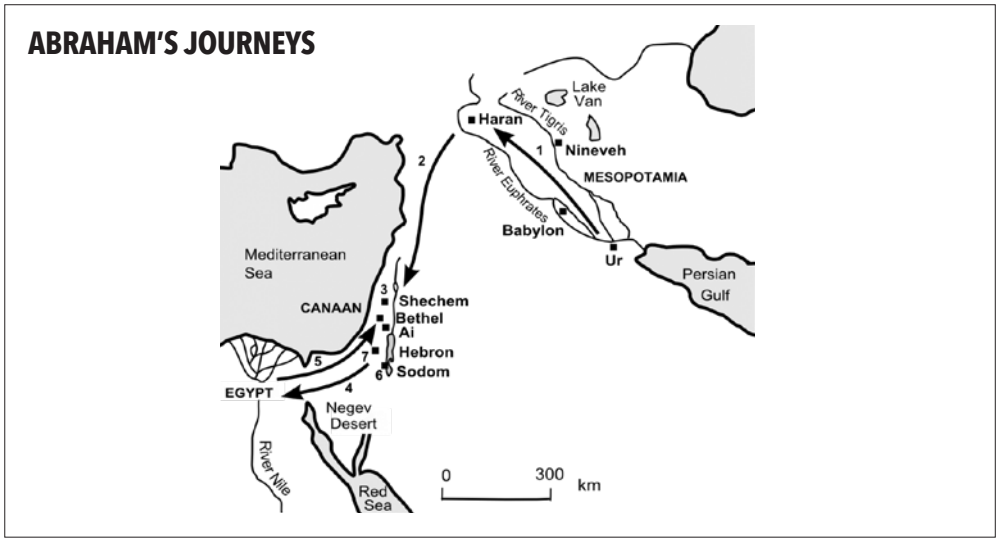 ABRAHAM'S JOURNEYS
Lake
Van
River Tigris
Haran
1
Nineveh
2
MESOPOTAMIA
River Euphrates
Babylon
Ur
Mediterranean
Sea
Persian
Gulf
3
Shechem
CANAAN
Bethel
Ai
5
7
Hebron
6
Sodom
4
EGYPT
Negev
Desert
River Nile
Red
Sea
0
300
km